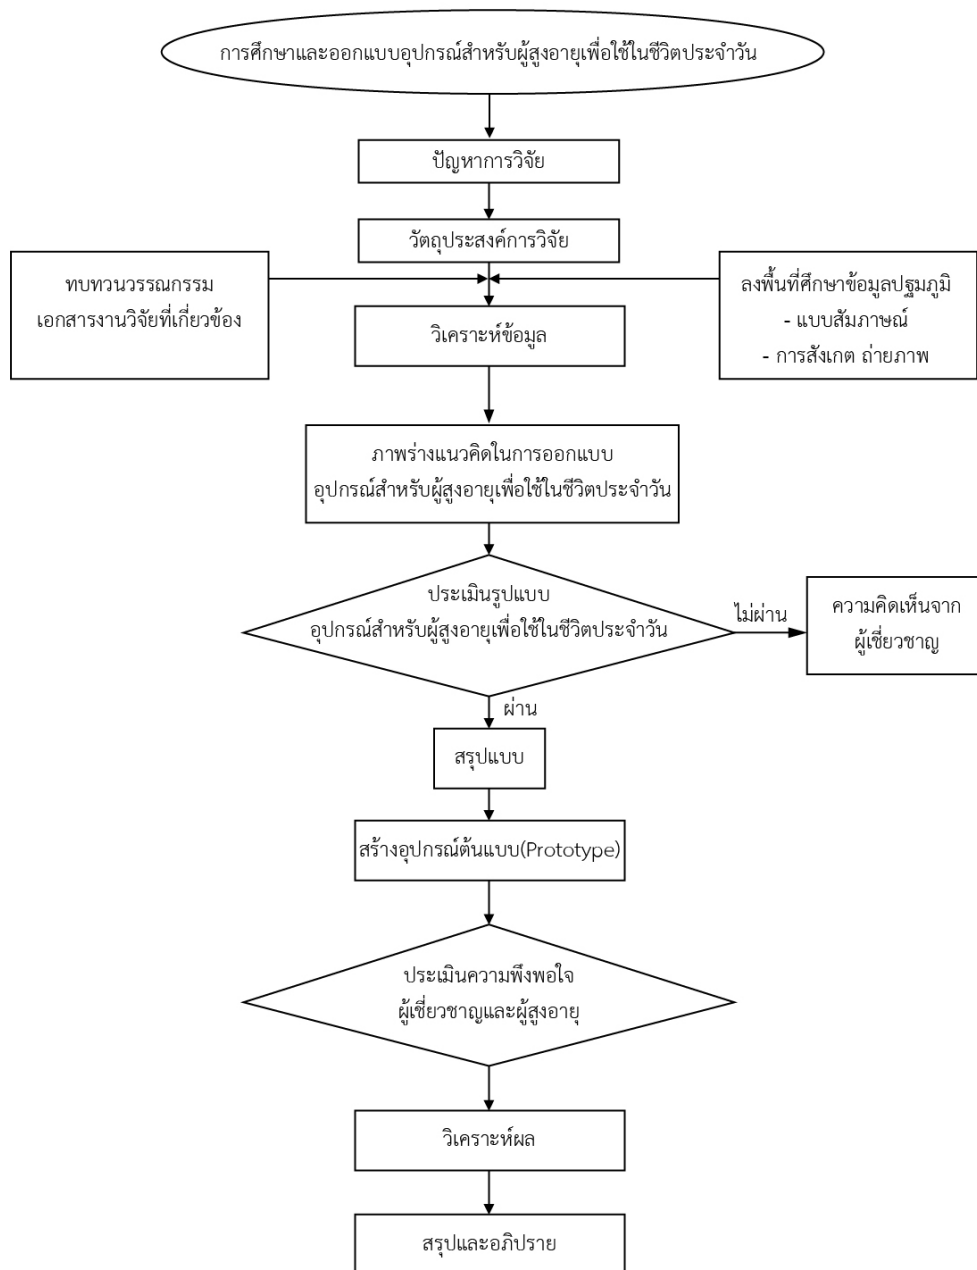 การศึกษาและออกแบบอุปกรณ์สำหรับผู้สูงอายุเพื่อใช้ในชีวิตประจำวัน
ปัญหาการวิจัย
วัตถุประสงค์การวิจัย
ทบทวนวรรณกรรม
เอกสารงานวิจัยที่เกี่ยวข้อง
ลงพื้นที่ศึกษาข้อมูลปฐมภูมิ
- แบบสัมภาษณ์
- การสังเกต ถ่ายภาพ
วิเคราะห์ข้อมูล
ภาพร่างแนวคิดในการออกแบบ
อุปกรณ์สำหรับผู้สูงอายุเพื่อใช้ในชีวิตประจำวัน
ประเมินรูปแบบ
อุปกรณ์สำหรับผู้สูงอายุเพื่อใช้ในชีวิตประจำวัน
ไม่ผ่าน
ความคิดเห็นจาก
ผู้เชี่ยวชาญ
ผ่าน
สรุปแบบ
สร้างอุปกรณ์ต้นแบบ(Prototype)
ประเมินความพึงพอใจ
ผู้เชี่ยวชาญและผู้สูงอายุ
วิเคราะห์ผล
สรุปและอภิปราย